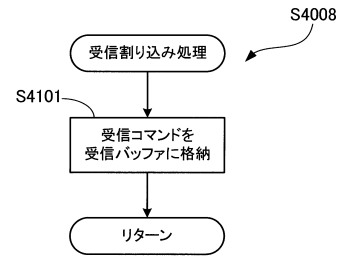 S4008
受信割り込み処理
S4101
受信コマンドを
受信バッファに格納
リターン